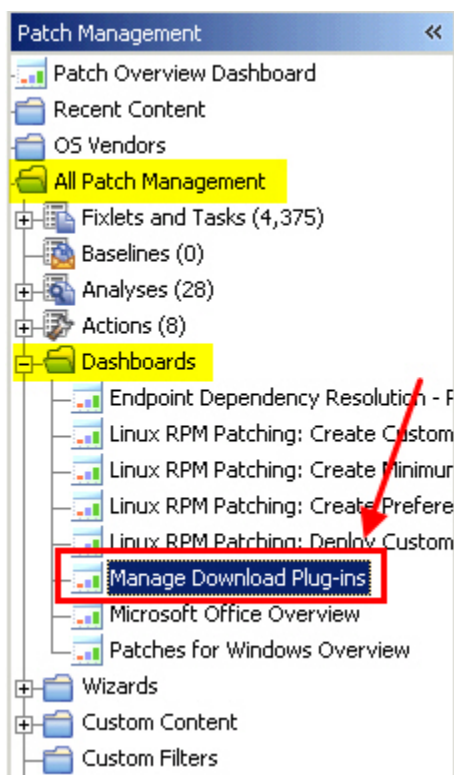 Patch Management «
Patch Overview Dashboard
Recent Content
OS Vendors
All Patch Management
Fixlets and Tasks (4,375)
Baselines (0)
Analyses (28)
Actions (8)
Dashboards
Endpoint Dependency Resolution -
Linux RPM Patching: Create Custom
Linux RPM Patching: Create Minimum
Linux RPM Patching: Create Prefere
Linux RPM Patching: Deploy Custom
Manage Download Plug-ins
Microsoft Office Overview
Patches for Windows Overview
Wizards
Custom Content
Custom Filters